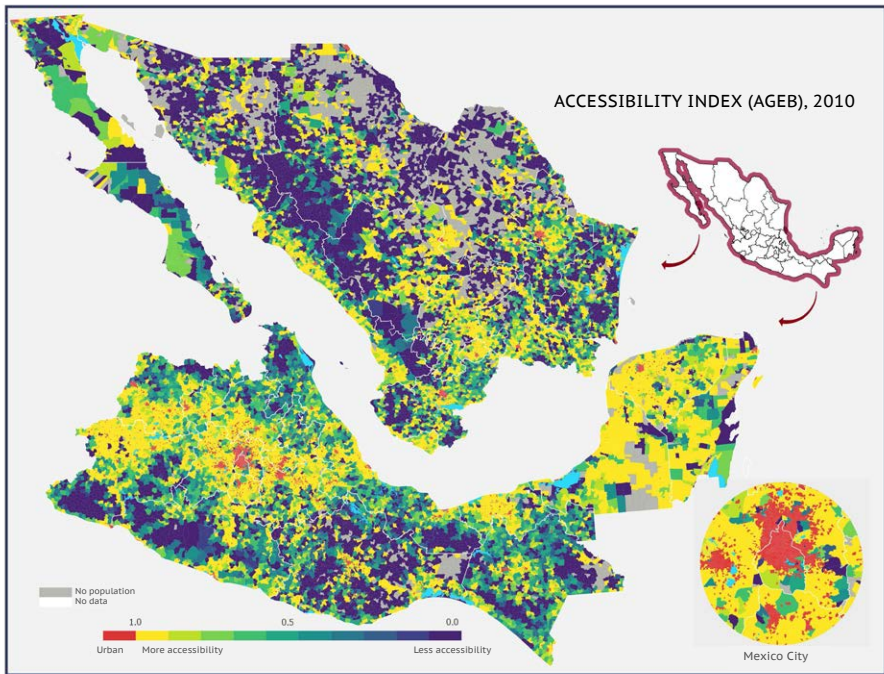 ACCESSIBILITY INDEX (AGEB), 2010
No population
No data
1.0 0.5 0.0
Urban More accessibility Less accessibility
Mexico City